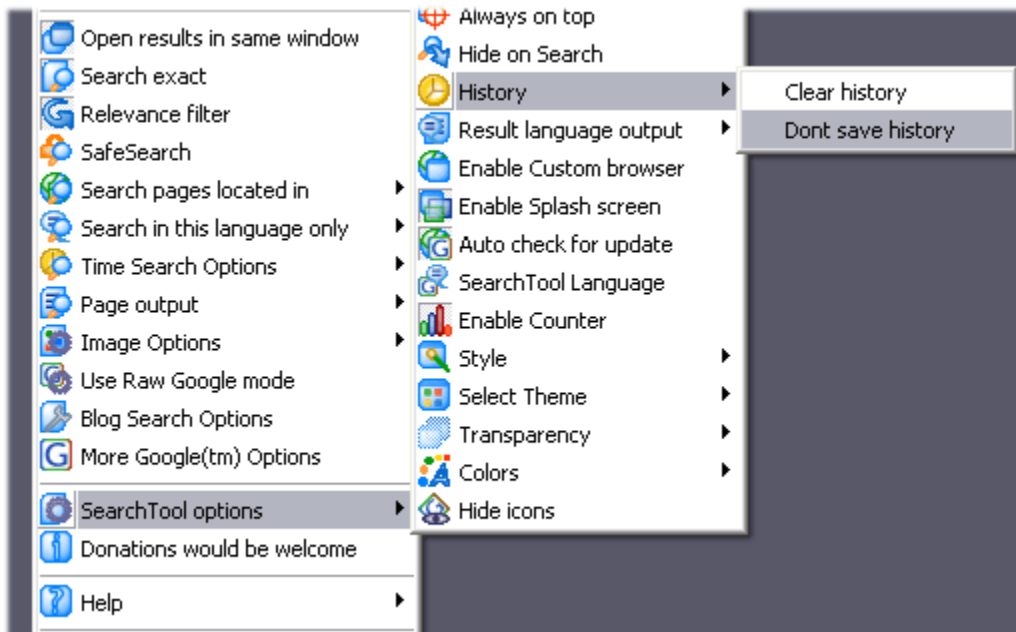 Open results in same window
Search exact
Relevance filter
SafeSearch
Search pages located in
Search in this language only
Time Search Options
Page output
Image Options
Use Raw Google mode
Blog Search Options
More Google(tm) Options
SearchTool options
Donations would be welcome
Help
Always on top
Hide on Search
History
Result language output
Enable Custom browser
Enable Splash screen
Auto check for update
SearchTool Language
Enable Counter
Style
Select Theme
Transparency
Colors
Hide icons
Clear history
Dont save history